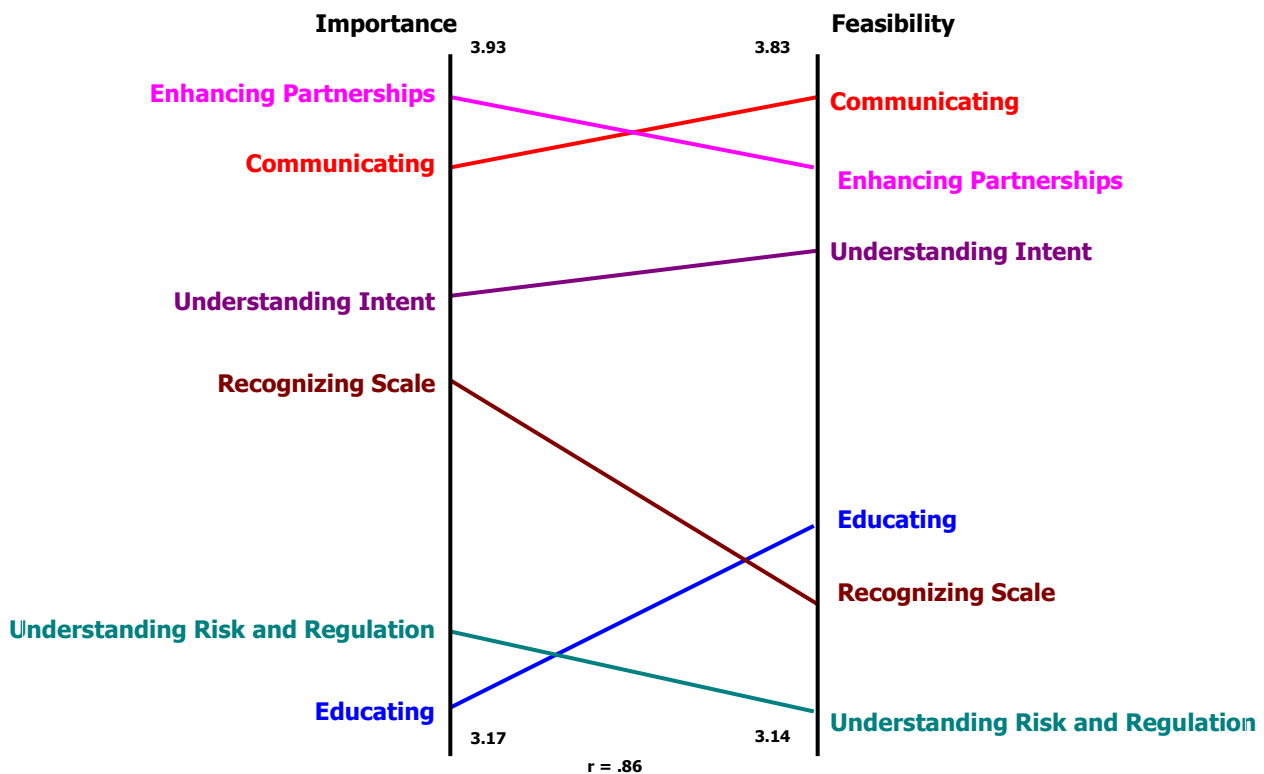 Importance
Feasibility
3.93
3.83
Enhancing Partnerships
Communicating
Communicating
Enhancing Partnerships
Understanding Intent
Understanding Intent
Recognizing Scale
Educating
Recognizing Scale
Understanding Risk and Regulation
Educating
Understanding Risk and Regulation
3.17
3.14
r = .86